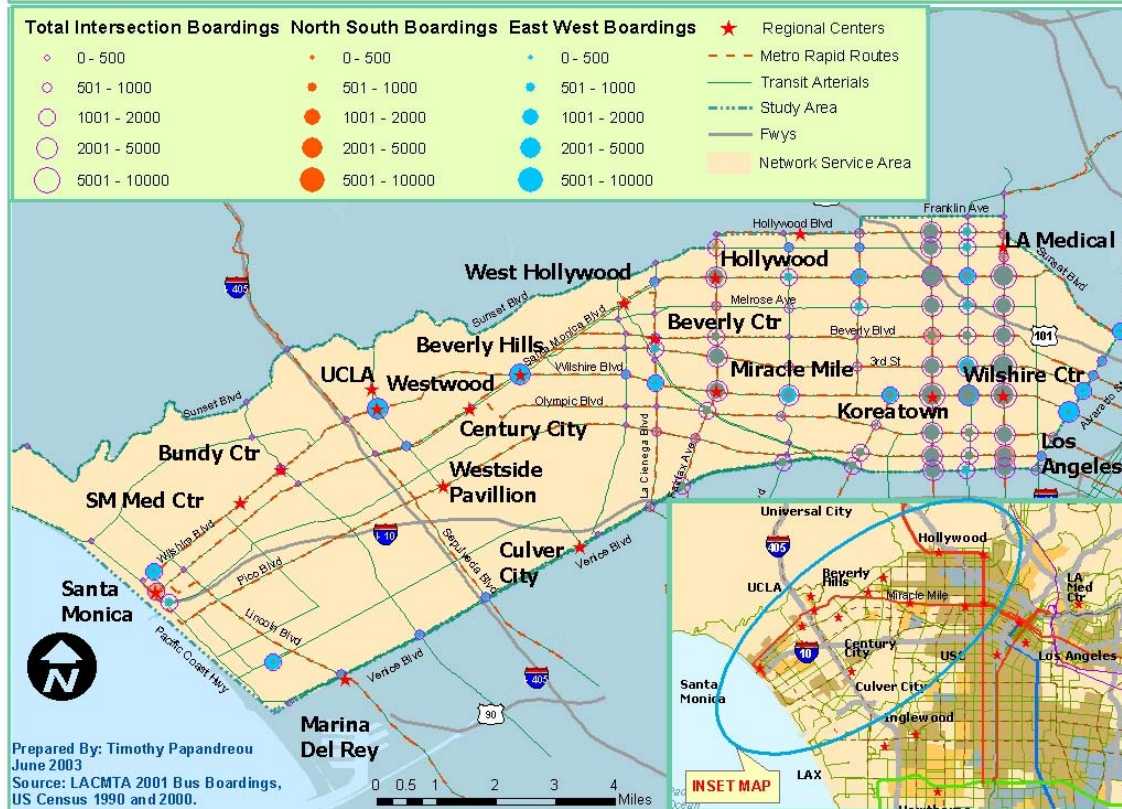 Total Intersection Boardings
0 - 500
501 - 1000
1001 - 2000
2001 - 5000
5001 - 10000
North South Boardings
0 - 500
501 - 1000
1001 - 2000
2001 - 5000
5001 - 10000
East West Boardings
0 - 500
501 - 1000
1001 - 2000
2001 - 5000
5001 - 10000
Regional Centers
Metro Rapid Routes
Transit Arterials
Study Area
Fwys
Network Service Area
Franklin Ave
Hollywood Blvd
LA Medical
Sunset Blvd
Hollywood
West Hollywood
405
Sunset Blvd
Santa Monica Blvd
Melrose Ave
Beverly Ctr
Beverly Blvd
101
Beverly Hills
Wilshire Blvd
3rd St
UCLA
Westwood
Miracle Mile
Wilshire Ctr
Sunset Blvd
Olympic Blvd
Koreatown
Alvarado St
Century City
La Cienega Blvd
Fairfax Ave
Los
Angeles
Bundy Ctr
Westside
Pavillion
SM Med Ctr
10
Wilshire Blvd
Pico Blvd
Sepulveda Blvd
Culver
City
Venice Blvd
Santa
Monica
Lincoln Blvd
Pacific Coast Hwy
Venice Blvd
405
90
N
Marina
Del Rey
Prepared By: Timothy Papandreou
June 2003
Source: LACMTA 2001 Bus Boardings,
US Census 1990 and 2000.
0 0.5 1 2 3 4
Miles
Universal City
405
Hollywood
UCLA
Beverly
Hills
Miracle Mile
LA
Med
Ctr
10
Century
City
USC
Los Angeles
Santa
Monica
Culver City
Inglewood
LAX
INSET MAP
Ocean
Hawthorne